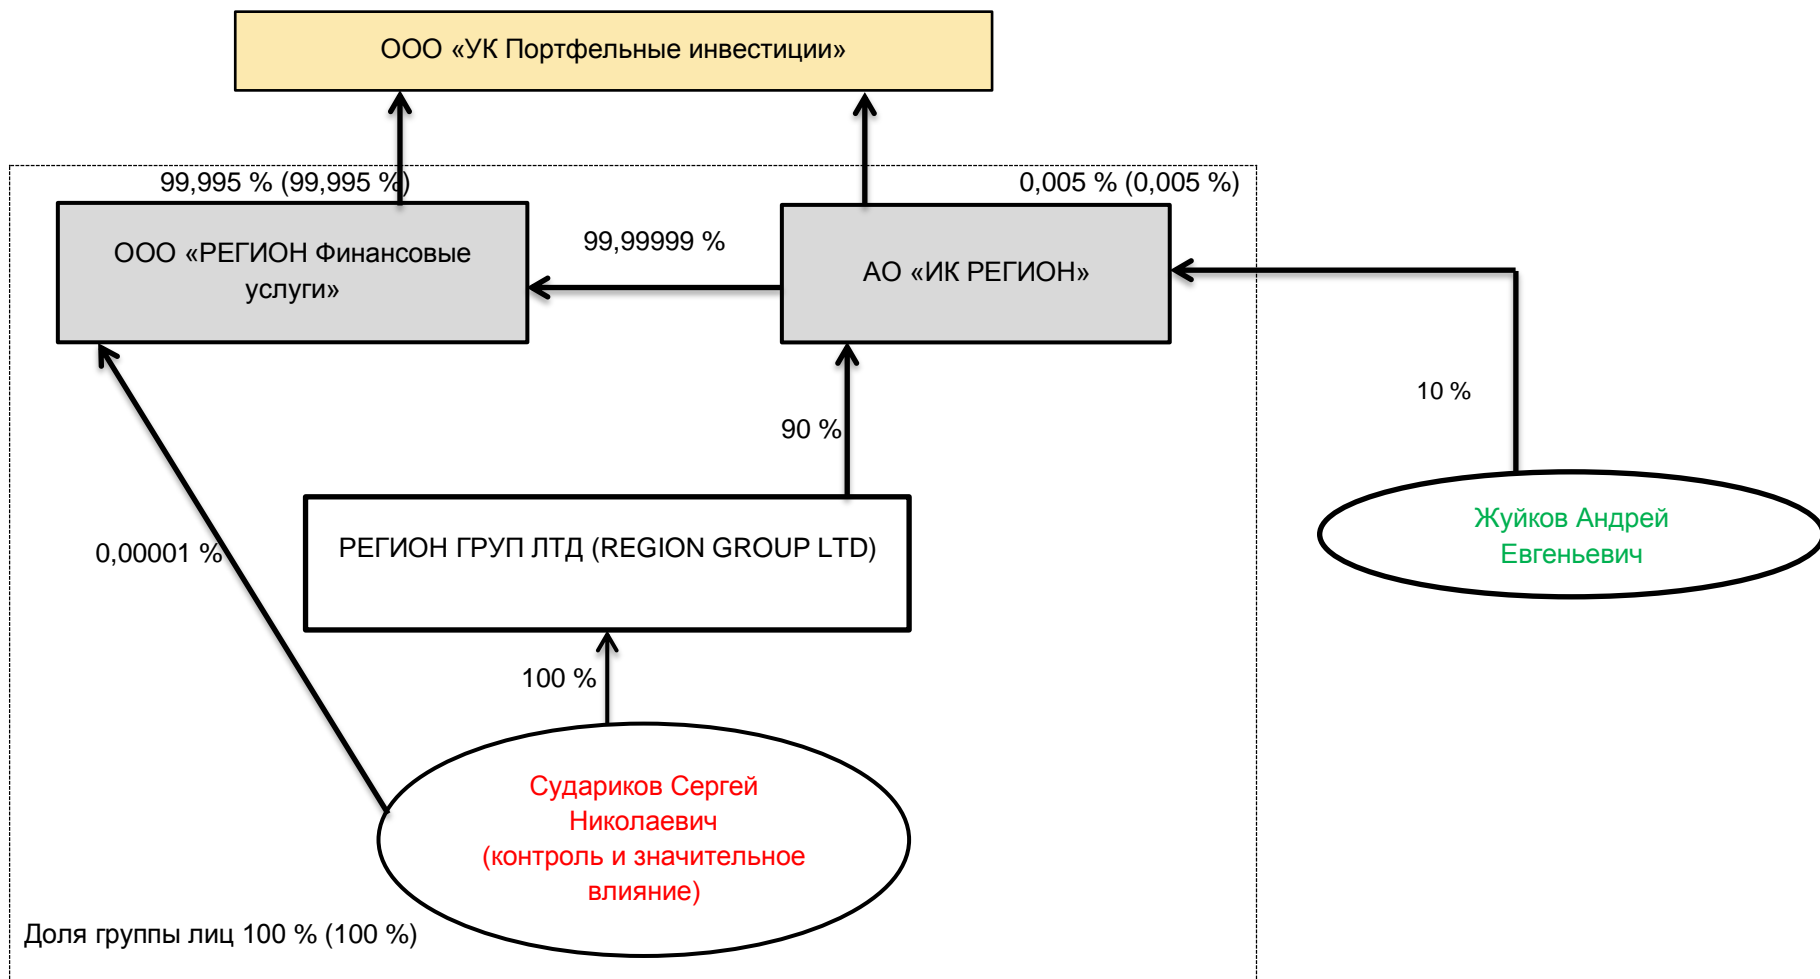 ООО «УК Портфельные инвестиции»
99,995 % (99,995 %)
0,005 % (0,005 %)
ООО «РЕГИОН Финансовые
услуги»
99,99999 %
АО «ИК РЕГИОН»
10 %
90 %
РЕГИОН ГРУП ЛТД (REGION GROUP LTD)
Жуйков Андрей
Евгеньевич
0,00001 %
100 %
Судариков Сергей
Николаевич
(контроль и значительное
влияние)
Доля группы лиц 100 % (100 %)